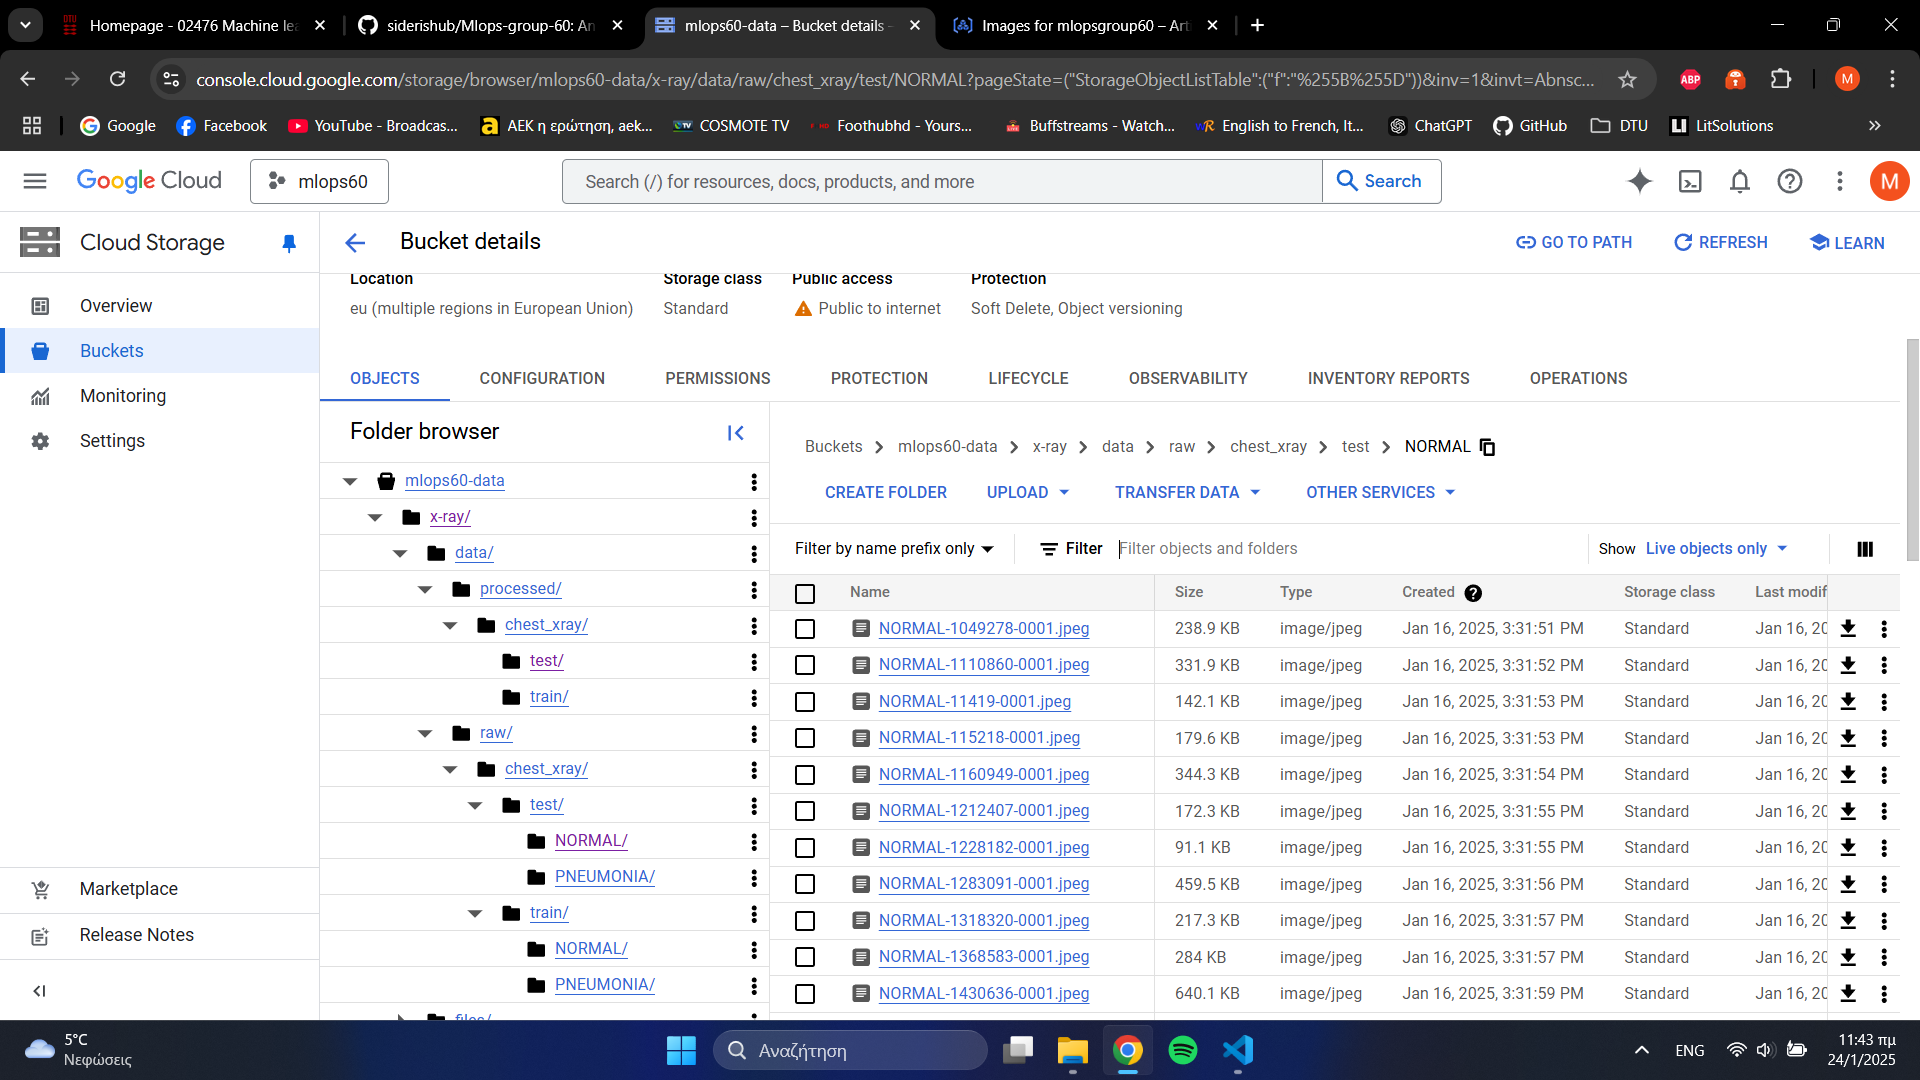 Homepage - 02476 Machine lea
siderishub/Mlops-group-60: An
mlops60-data – Bucket details -
Images for mlopsgroup60 – Arti
console.cloud.google.com/storage/browser/mlops60-data/x-ray/data/raw/chest_xray/test/NORMAL?pageState=("StorageObjectListTable":("f":"%255B%255D"))&inv=1&invt=Abnsc...
ABP
M
Google
Facebook
YouTube - Broadcas...
ΑΕΚ η ερώτηση, aek...
COSMOTE TV
Foothubhd - Yours...
Buffstreams - Watch...
English to French, It...
ChatGPT
GitHub
DTU
LitSolutions
Google Cloud
mlops60
Search (/) for resources, docs, products, and more
Search
M
Cloud Storage
Bucket details
GO TO PATH
REFRESH
LEARN
Location
Storage class
Public access
Protection
eu (multiple regions in European Union)
Standard
Public to internet
Soft Delete, Object versioning
Overview
Buckets
Monitoring
Settings
Marketplace
Release Notes
OBJECTS
CONFIGURATION
PERMISSIONS
PROTECTION
LIFECYCLE
OBSERVABILITY
INVENTORY REPORTS
OPERATIONS
Folder browser
mlops60-data
x-ray/
data/
processed/
chest_xray/
test/
train/
raw/
chest_xray/
test/
NORMAL/
PNEUMONIA/
train/
NORMAL/
PNEUMONIA/
files/
Buckets > mlops60-data > x-ray > data > raw > chest_xray > test > NORMAL
CREATE FOLDER
UPLOAD
TRANSFER DATA
OTHER SERVICES
Filter by name prefix only
Filter
Filter objects and folders
Show Live objects only
Name Size Type Created Storage class Last modif
NORMAL-1049278-0001.jpeg 238.9 KB image/jpeg Jan 16, 2025, 3:31:51 PM Standard Jan 16, 20
NORMAL-1110860-0001.jpeg 331.9 KB image/jpeg Jan 16, 2025, 3:31:52 PM Standard Jan 16, 20
NORMAL-11419-0001.jpeg 142.1 KB image/jpeg Jan 16, 2025, 3:31:53 PM Standard Jan 16, 20
NORMAL-115218-0001.jpeg 179.6 KB image/jpeg Jan 16, 2025, 3:31:53 PM Standard Jan 16, 20
NORMAL-1160949-0001.jpeg 344.3 KB image/jpeg Jan 16, 2025, 3:31:54 PM Standard Jan 16, 20
NORMAL-1212407-0001.jpeg 172.3 KB image/jpeg Jan 16, 2025, 3:31:55 PM Standard Jan 16, 20
NORMAL-1228182-0001.jpeg 91.1 KB image/jpeg Jan 16, 2025, 3:31:55 PM Standard Jan 16, 20
NORMAL-1283091-0001.jpeg 459.5 KB image/jpeg Jan 16, 2025, 3:31:56 PM Standard Jan 16, 20
NORMAL-1318320-0001.jpeg 217.3 KB image/jpeg Jan 16, 2025, 3:31:57 PM Standard Jan 16, 20
NORMAL-1368583-0001.jpeg 284 KB image/jpeg Jan 16, 2025, 3:31:57 PM Standard Jan 16, 20
NORMAL-1430636-0001.jpeg 640.1 KB image/jpeg Jan 16, 2025, 3:31:59 PM Standard Jan 16, 20
5°C
Νεφώσεις
Αναζήτηση
ENG
11:43 πμ
24/1/2025